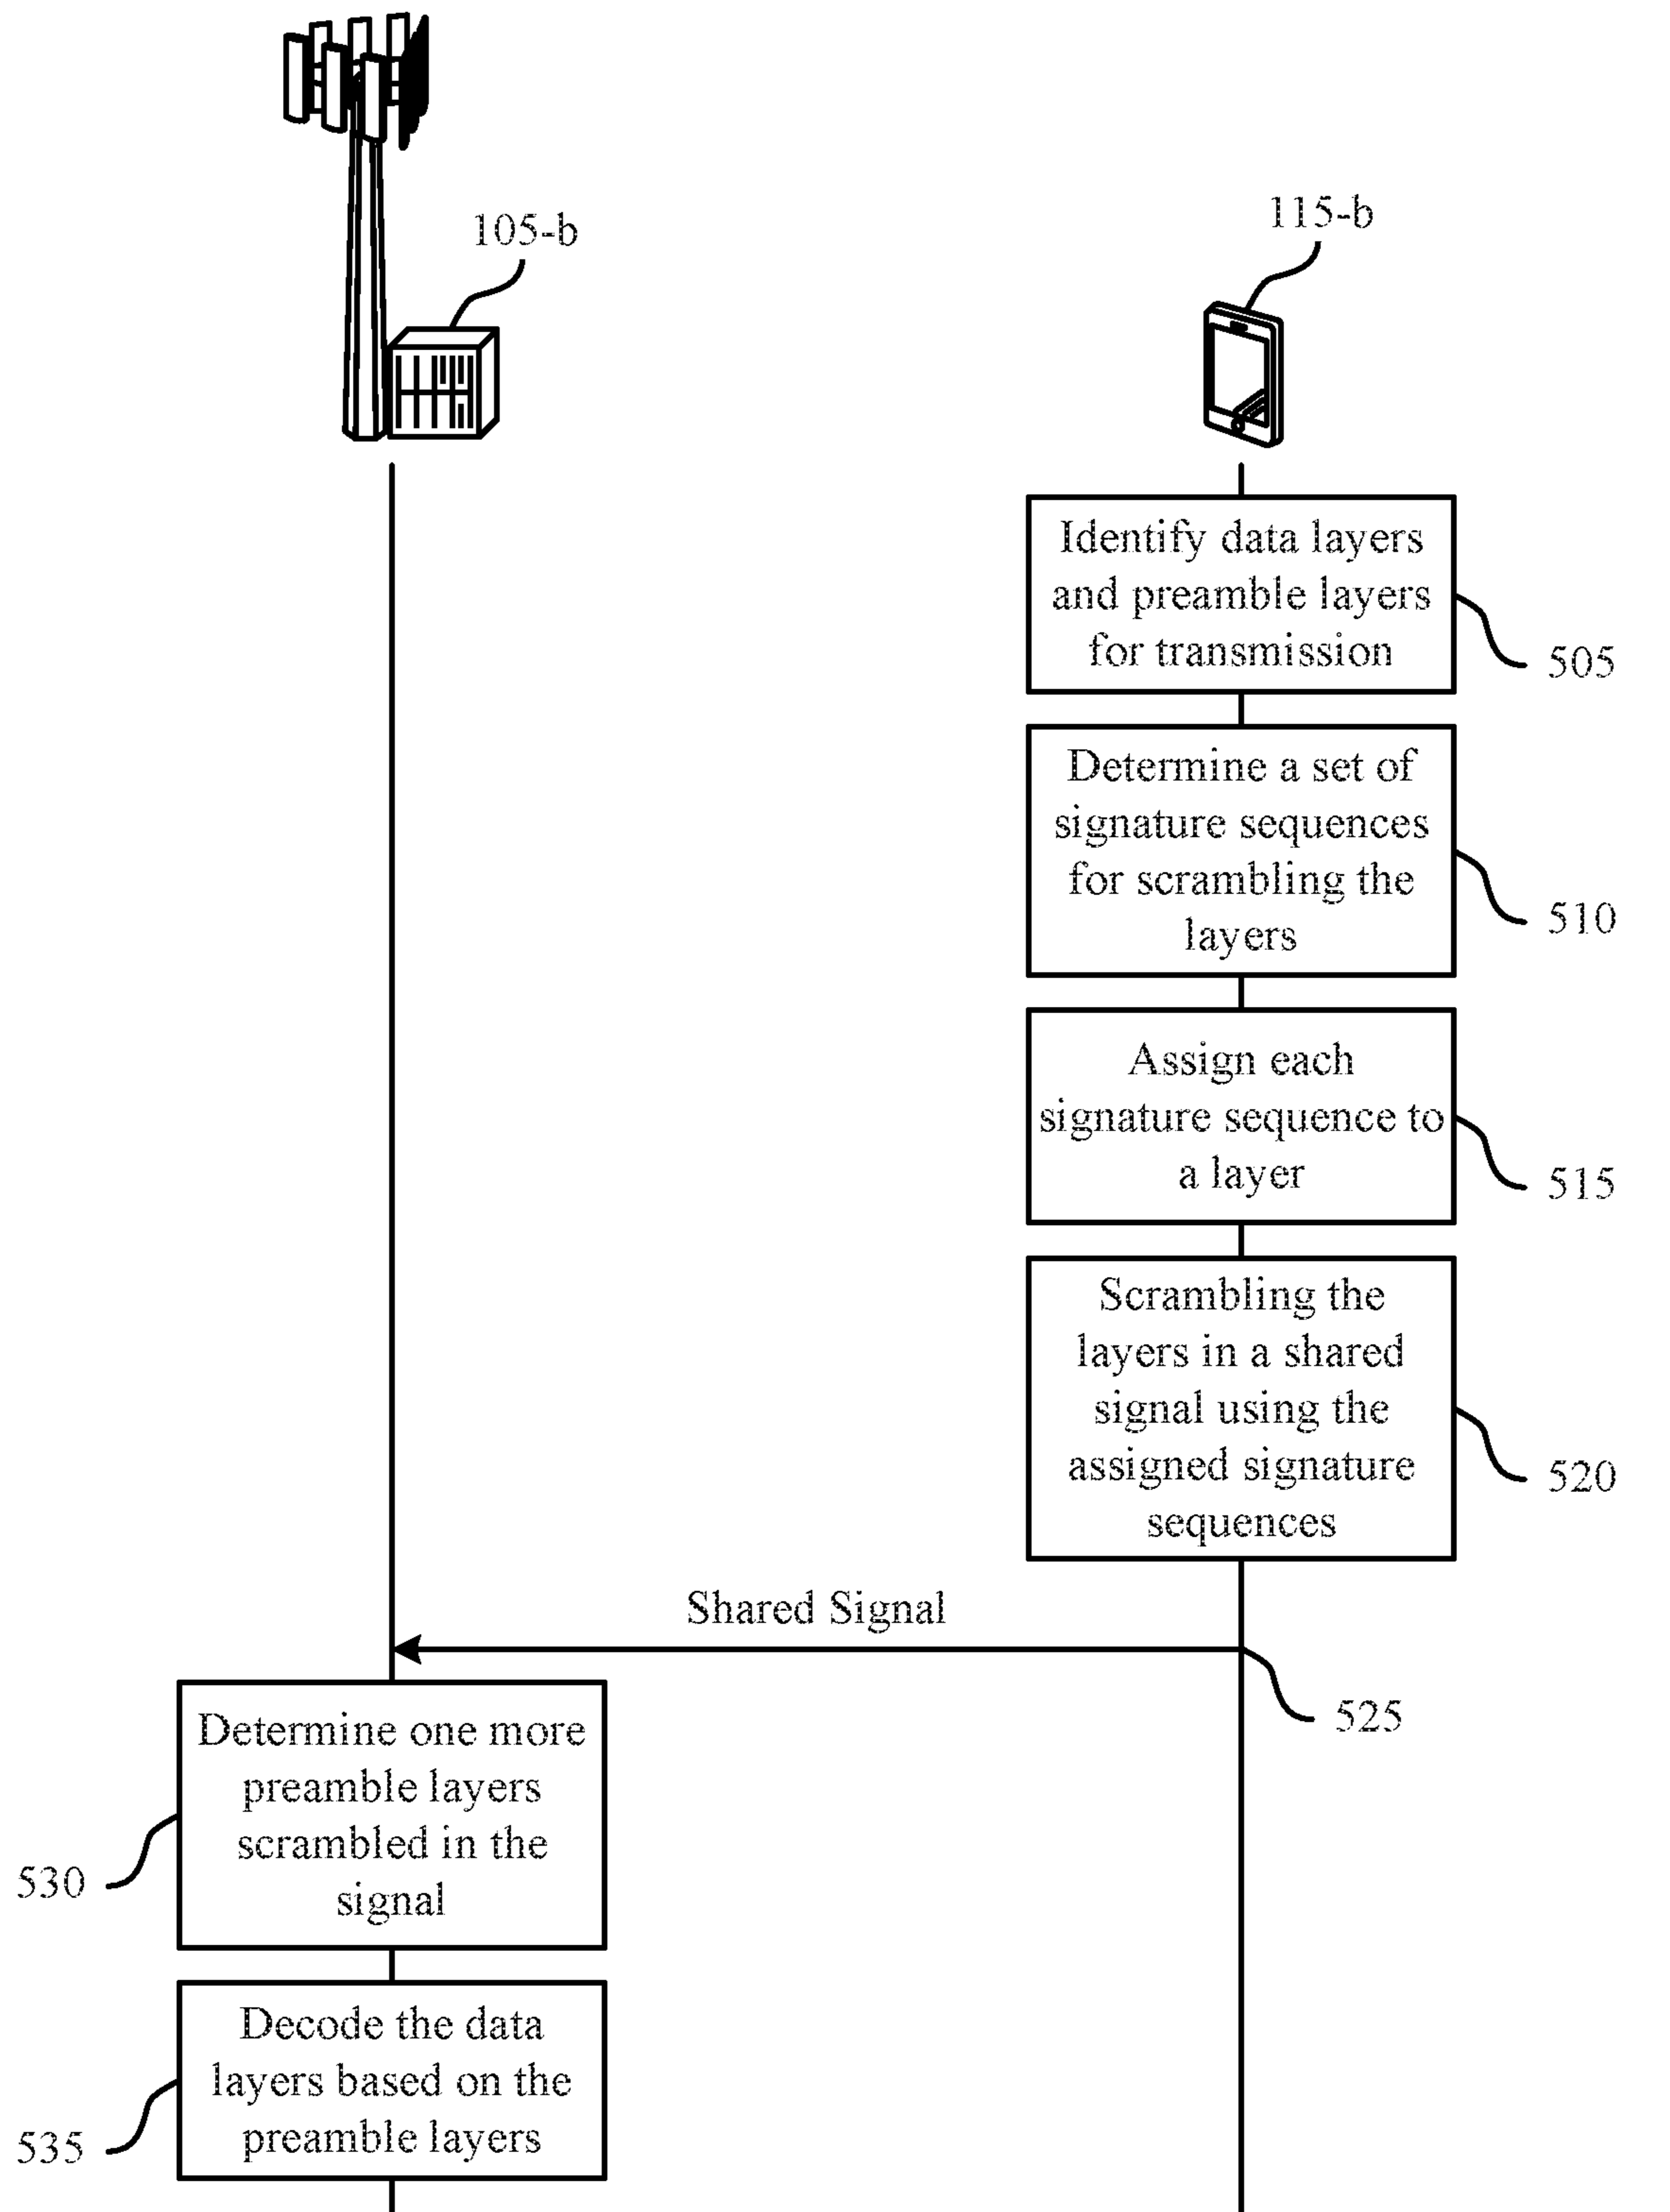 105-b
115-b
Identify data layers
and preamble layers
for transmission
505
Determine a set of
signature sequences
for scrambling the
layers
510
Assign each
signature sequence to
a layer
515
Scrambling the
layers in a shared
signal using the
assigned signature
sequences
520
Shared Signal
525
Determine one more
preamble layers
scrambled in the
signal
530
Decode the data
layers based on the
preamble layers
535